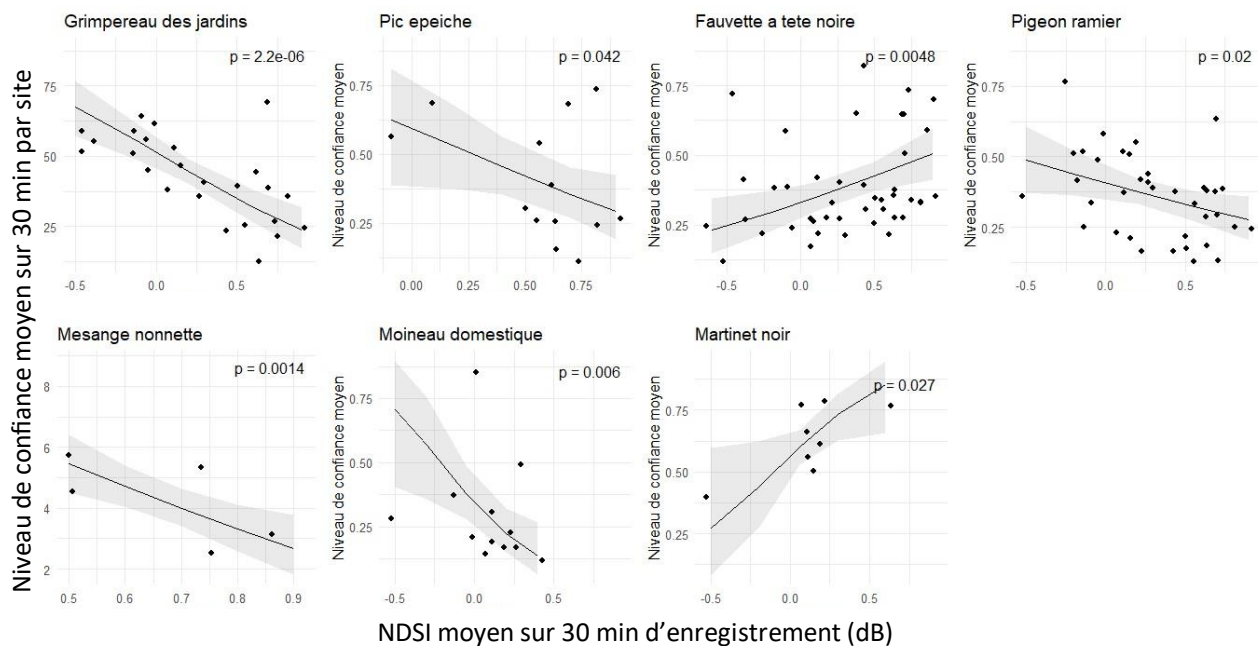 Grimpereau des jardins
Pic epeiche
Fauvette a tete noire
Pigeon ramier
Niveau de confiance moyen sur 30 min par site
p = 2.2e-06
75
50
25
-0.5 0.0 0.5
Niveau de confiance moyen
p = 0.042
0.75
0.50
0.25
0.00 0.25 0.50 0.75
Niveau de confiance moyen
p = 0.0048
0.75
0.50
0.25
-0.5 0.0 0.5
Niveau de confiance moyen
p = 0.02
0.75
0.50
0.25
-0.5 0.0 0.5
Mesange nonnette
Moineau domestique
Martinet noir
p = 0.0014
8
6
4
2
0.5 0.6 0.7 0.8 0.9
Niveau de confiance moyen
p = 0.006
0.75
0.50
0.25
-0.5 0.0 0.5
Niveau de confiance moyen
p = 0.027
0.75
0.50
0.25
-0.5 0.0 0.5
NDSI moyen sur 30 min d’enregistrement (dB)